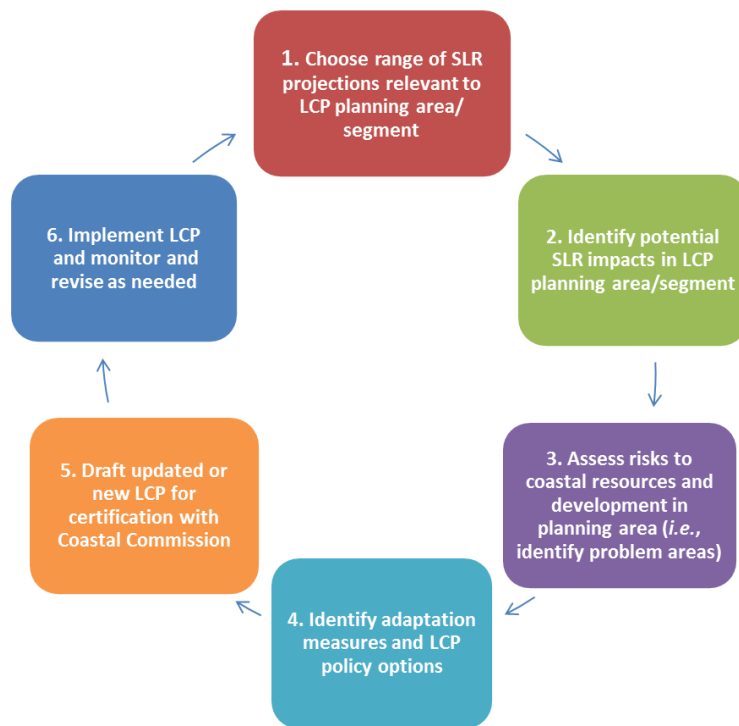 1. Choose range of SLR
projections relevant to
LCP planning area/
segment
2. Identify potential
SLR impacts in LCP
planning area/segment
3. Assess risks to
coastal resources and
development in
planning area (i.e.,
identify problem areas)
4. Identify adaptation
measures and LCP
policy options
5. Draft updated or
new LCP for
certification with
Coastal Commission
6. Implement LCP
and monitor and
revise as needed